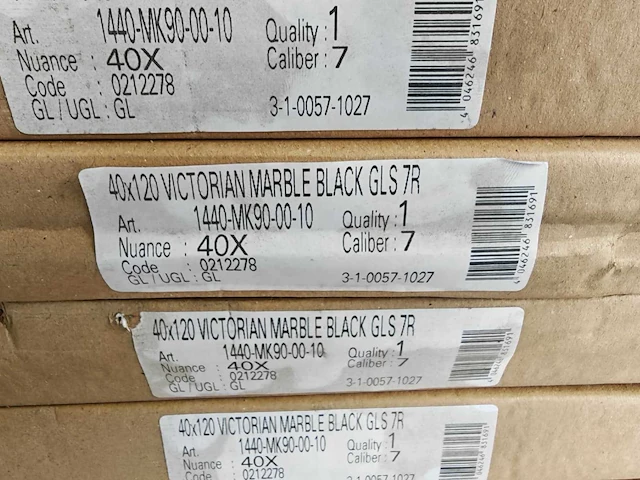 Art. 1440-MK90-00-10 Quality : 1
Nuance : 40X Caliber : 7
Code : 0212278
GL / UGL : GL 3-1-0057-1027
4 046246 831691
40x120 VICTORIAN MARBLE BLACK GLS 7R
Art. 1440-MK90-00-10 Quality : 1
Nuance : 40X Caliber : 7
Code : 0212278
GL / UGL : GL 3-1-0057-1027
4 046246 831691
40x120 VICTORIAN MARBLE BLACK GLS 7R
Art. 1440-MK90-00-10 Quality : 1
Nuance : 40X Caliber : 7
Code : 0212278
GL / UGL : GL 3-1-0057-1027
4 046246 831691
40x120 VICTORIAN MARBLE BLACK GLS 7R
Art. 1440-MK90-00-10 Quality : 1
Nuance : 40X Caliber : 7
Code : 0212278